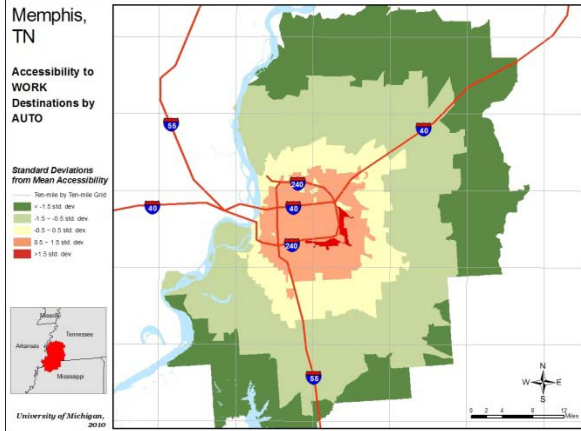 Memphis,
TN
Accessibility to
WORK
Destinations by
AUTO
Standard Deviations
from Mean Accessibility
Ten-mile by Ten-mile Grid
< -1.5 std. dev.
-1.5 ~ -0.5 std. dev.
-0.5 ~ 0.5 std. dev.
0.5 ~ 1.5 std. dev.
>1.5 std. dev.
55
40
240
40
40
240
55
Tennessee
Arkansas
Mississippi
University of Michigan,
2010
N
W E
S
0 2 4 8 12
Miles